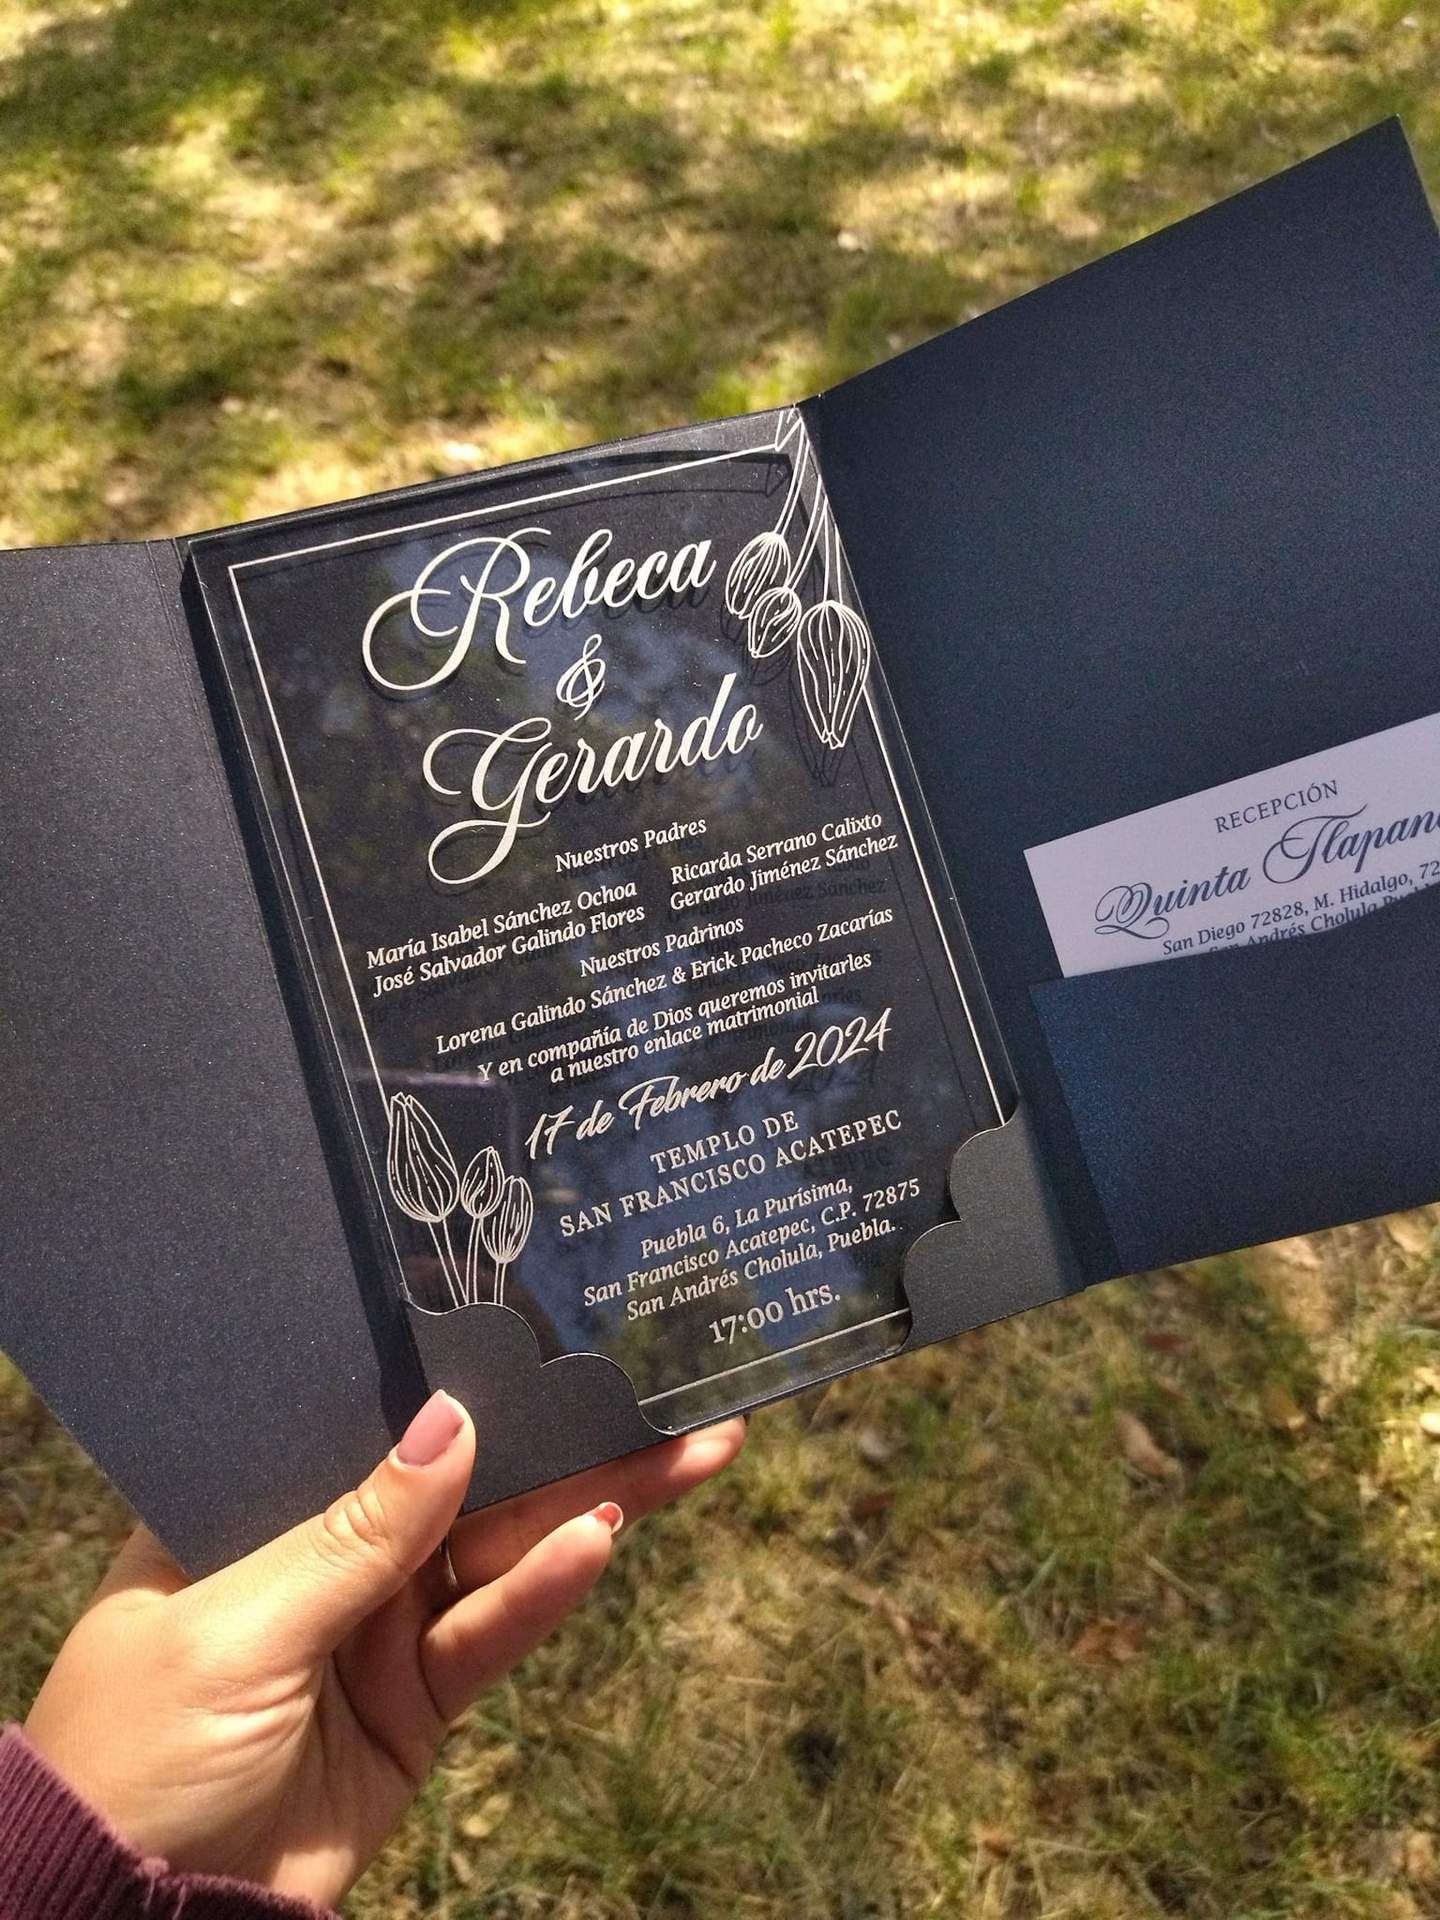 Rebeca
&
Gerardo
Nuestros Padres
María Isabel Sánchez Ochoa
José Salvador Galindo Flores
Ricarda Serrano Calixto
Gerardo Jiménez Sánchez
Nuestros Padrinos
Lorena Galindo Sánchez & Erick Pacheco Zacarías
Y en compañía de Dios queremos invitarles
a nuestro enlace matrimonial
17 de Febrero de 2024
TEMPLO DE
SAN FRANCISCO ACATEPEC
Puebla 6, La Purísima,
San Francisco Acatepec, C.P. 72875
San Andrés Cholula, Puebla.
17:00 hrs.
RECEPCIÓN
Quinta
San Diego 72828, M. Hidalgo,
San Andrés Cholula